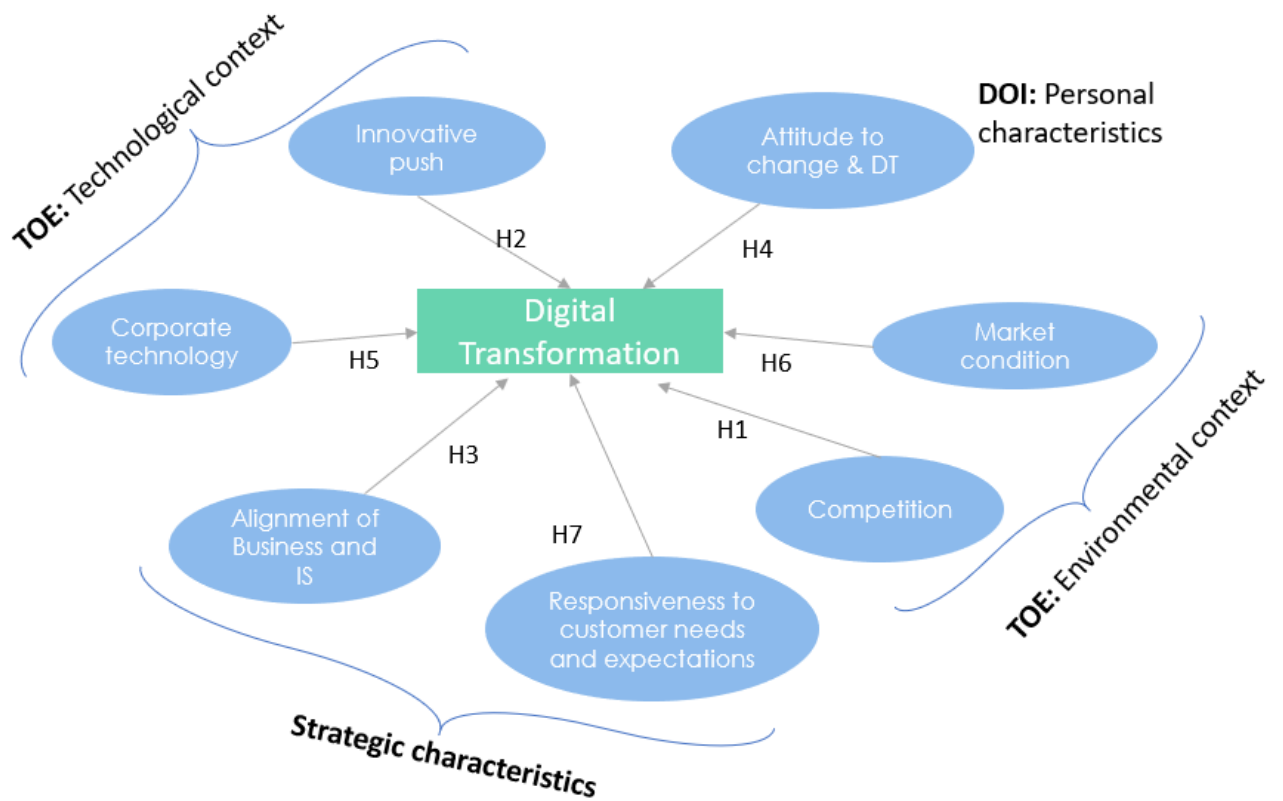 TOE: Technological context
Innovative
push
Attitude to
change & DT
DOI: Personal
characteristics
H2
H4
Corporate
technology
H5
Digital
Transformation
H6
Market
condition
H3
H1
TOE: Environmental context
Alignment of
Business and
IS
H7
Competition
Responsiveness to
customer needs
and expectations
Strategic characteristics